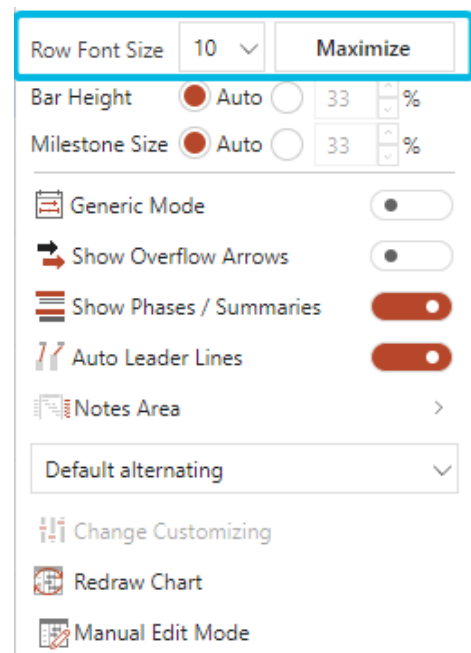 Row Font Size 10 Maximize
Bar Height Auto 33 %
Milestone Size Auto 33 %
Generic Mode
Show Overflow Arrows
Show Phases / Summaries
Auto Leader Lines
Notes Area
Default alternating
Change Customizing
Redraw Chart
Manual Edit Mode